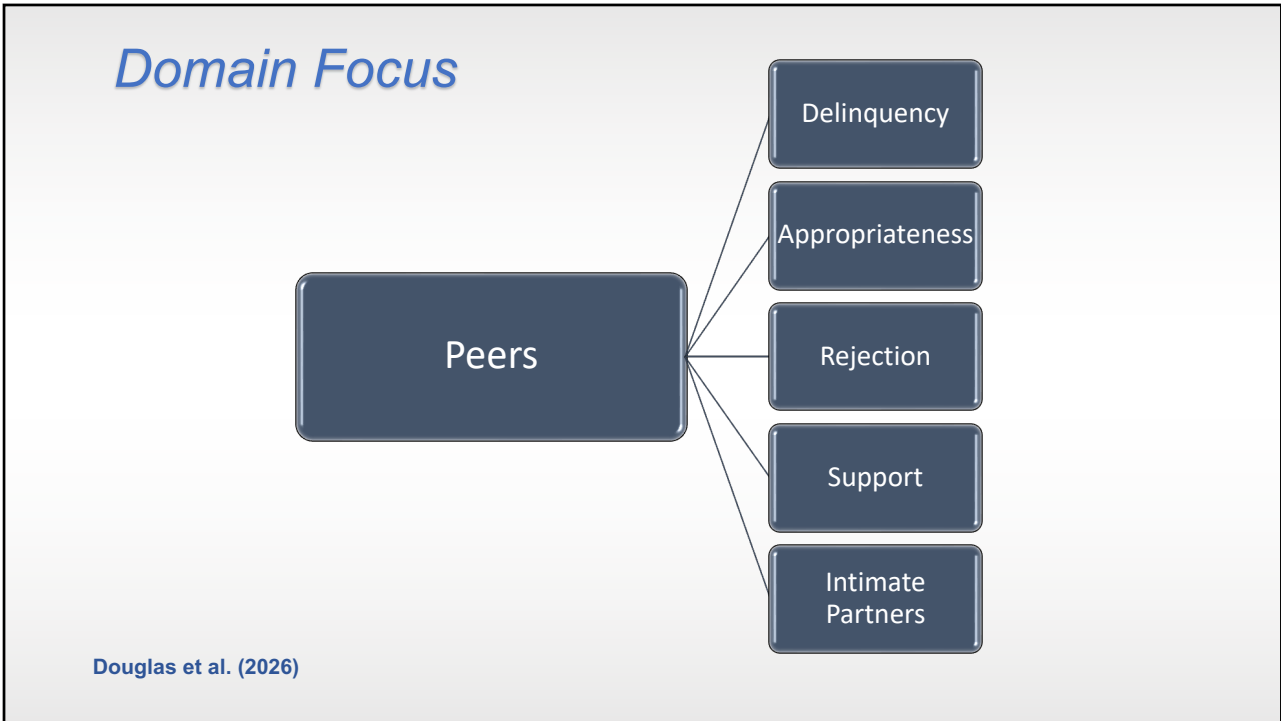 Domain Focus
Peers
Delinquency
Appropriateness
Rejection
Support
Intimate
Partners
Douglas et al. (2026)